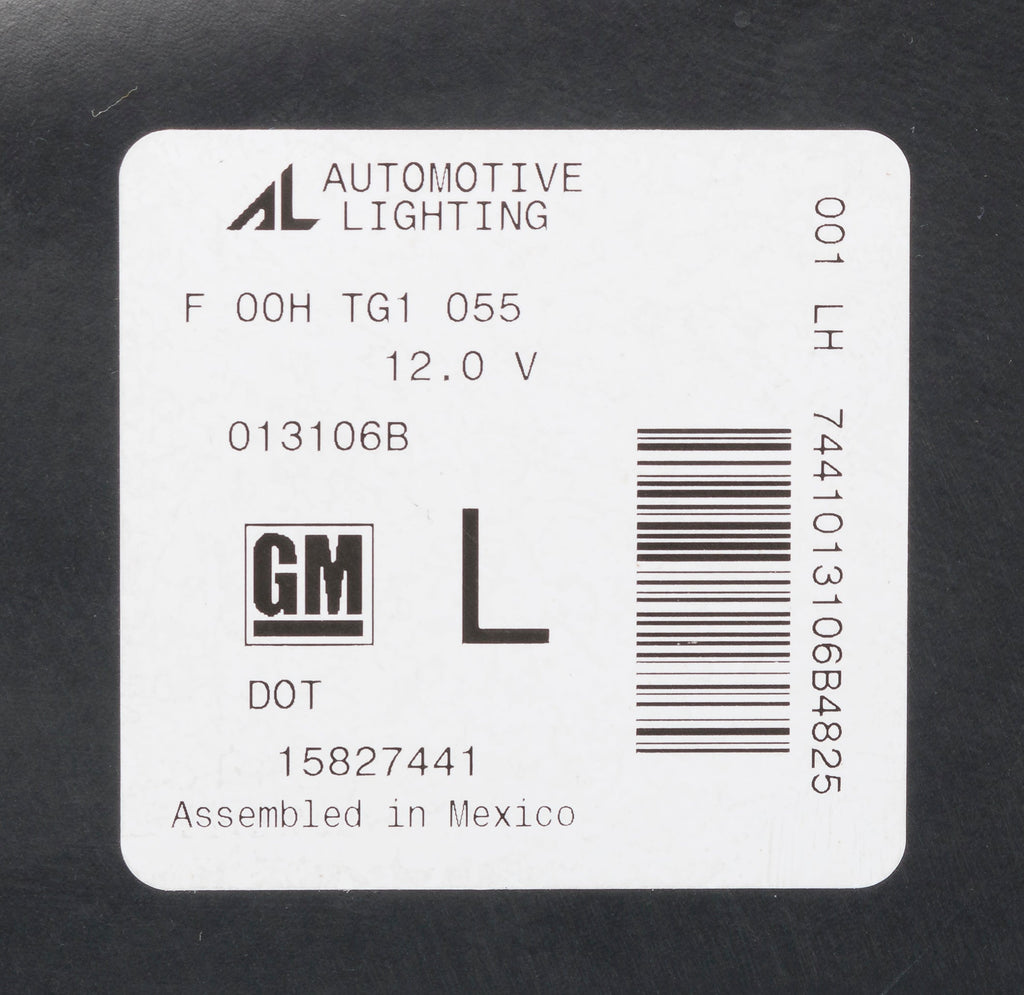 AL AUTOMOTIVE
LIGHTING
F 00H TG1 055
12.0 V
013106B
GM
L
DOT
15827441
Assembled in Mexico
001 LH 7441013106B4825